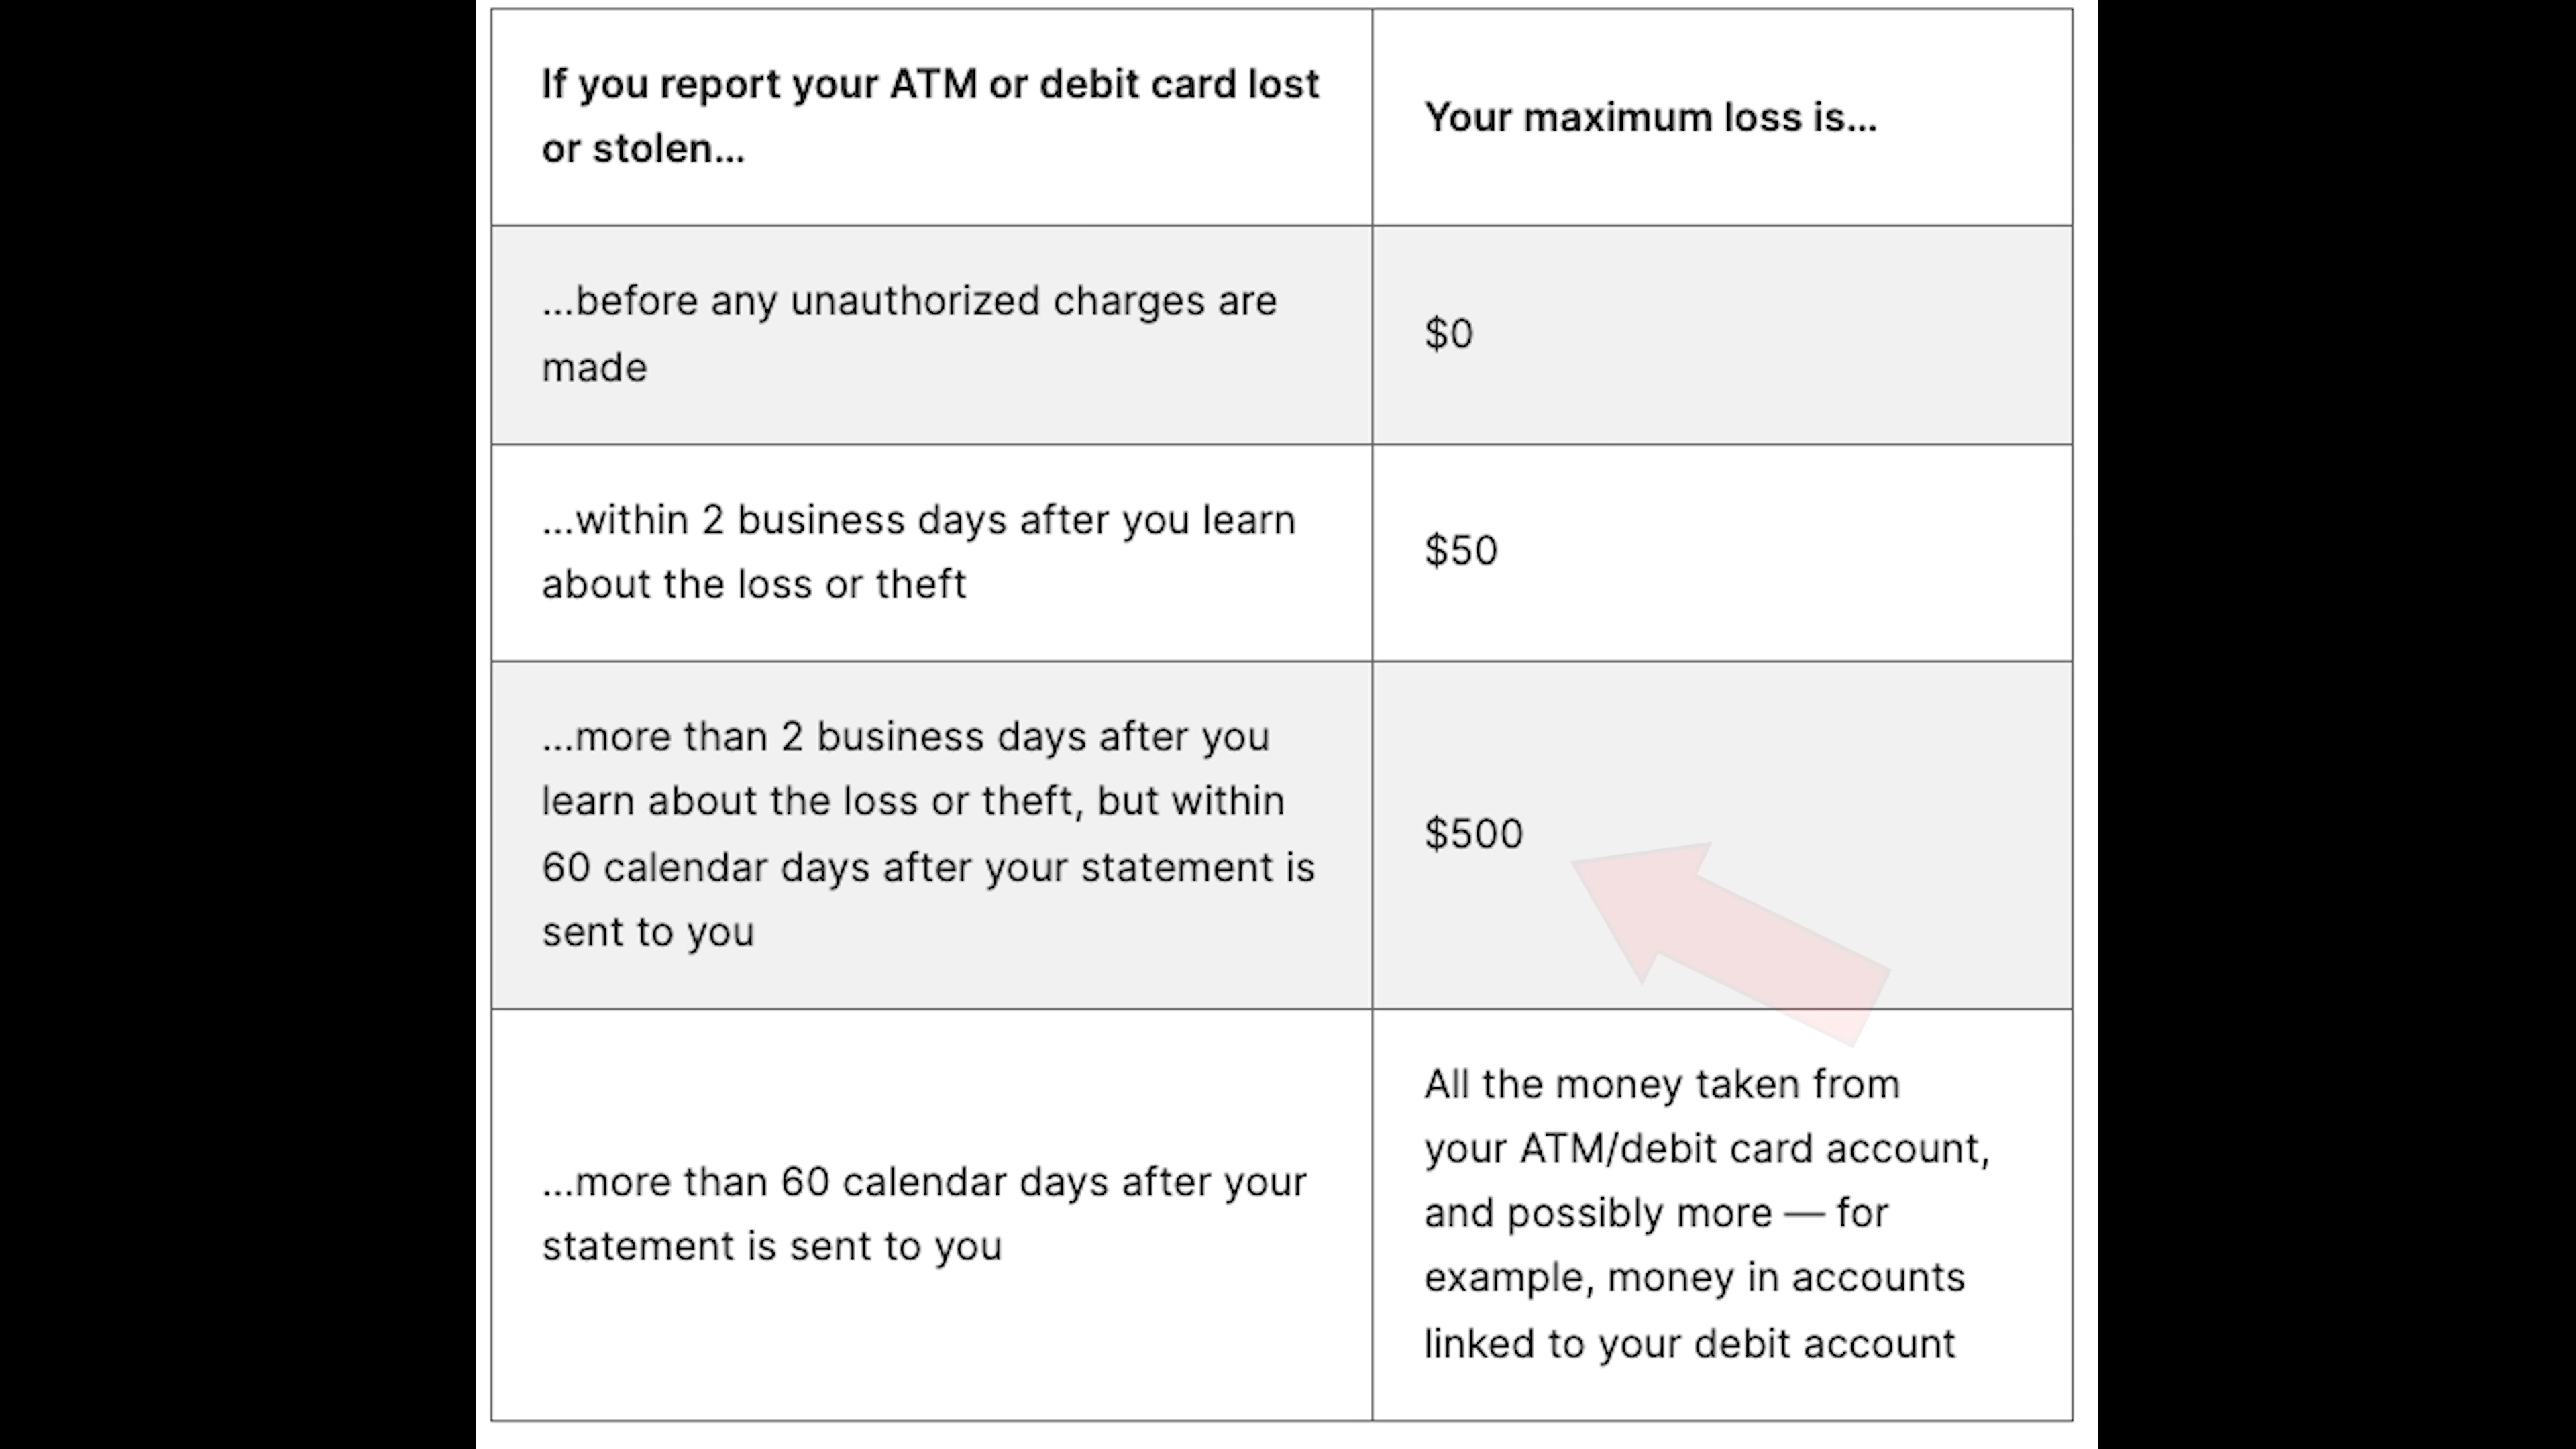 If you report your ATM or debit card lost
or stolen...
Your maximum loss is...
...before any unauthorized charges are
made
$0
...within 2 business days after you learn
about the loss or theft
$50
...more than 2 business days after you
learn about the loss or theft, but within
60 calendar days after your statement is
sent to you
$500
...more than 60 calendar days after your
statement is sent to you
All the money taken from
your ATM/debit card account,
and possibly more — for
example, money in accounts
linked to your debit account